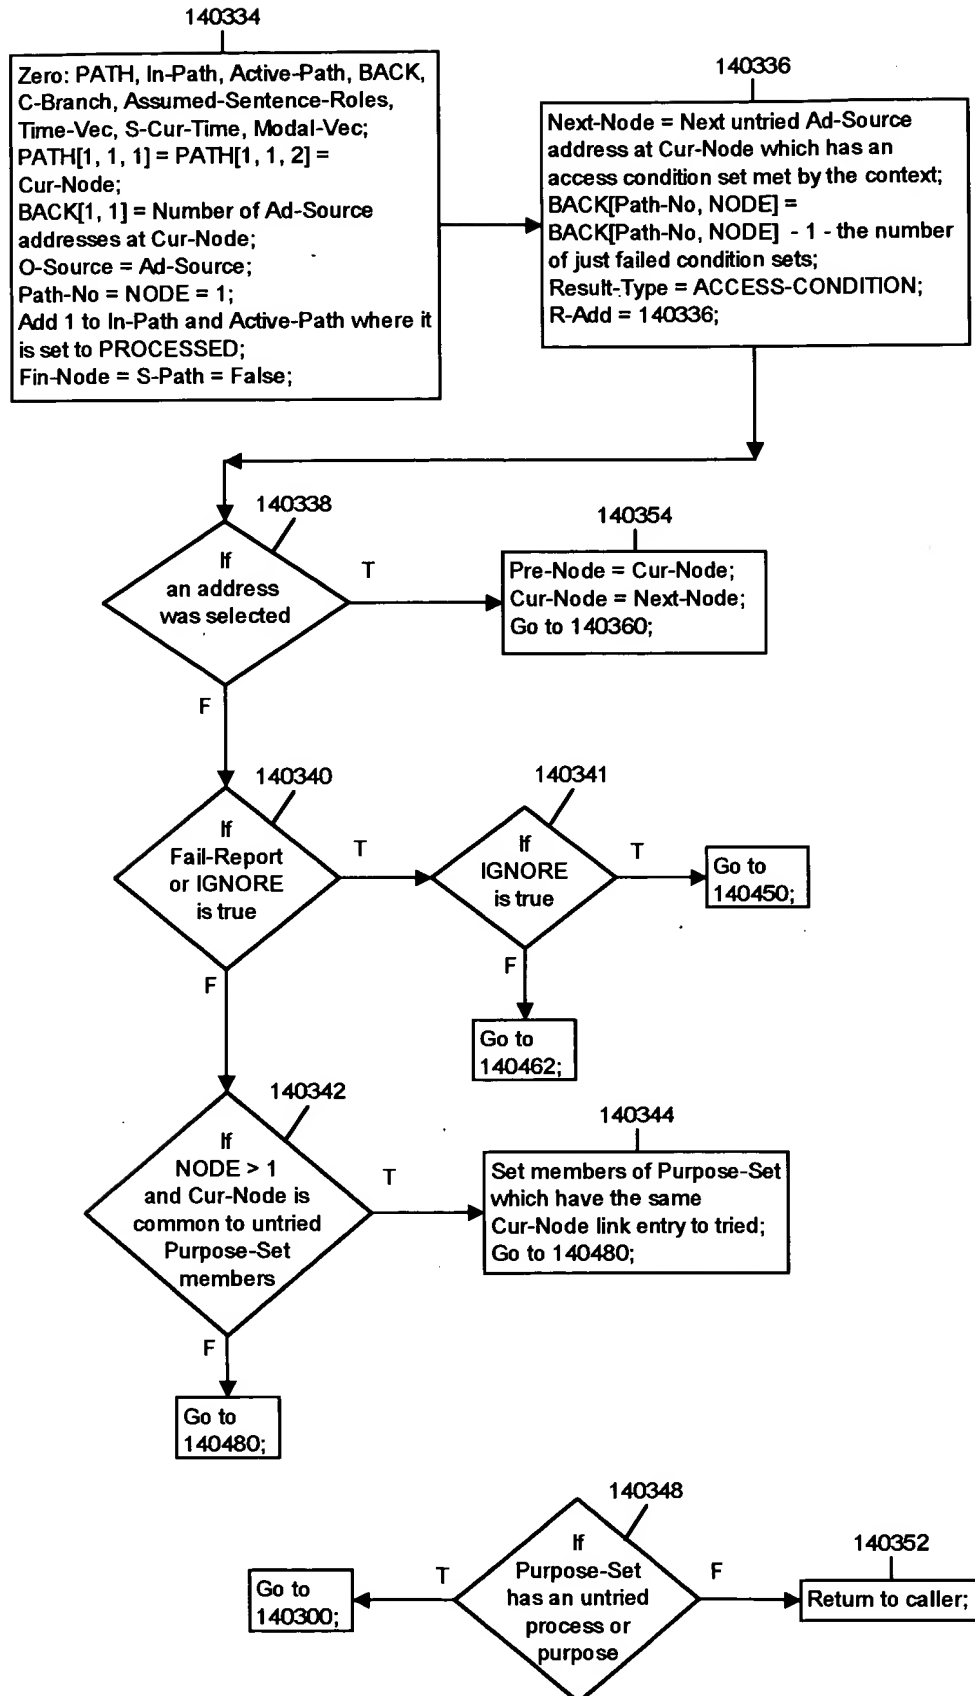 140334
Zero: PATH, In-Path, Active-Path, BACK,
C-Branch, Assumed-Sentence-Roles,
Time-Vec, S-Cur-Time, Modal-Vec;
PATH[1, 1, 1] = PATH[1, 1, 2] =
Cur-Node;
BACK[1, 1] = Number of Ad-Source
addresses at Cur-Node;
O-Source = Ad-Source;
Path-No = NODE = 1;
Add 1 to In-Path and Active-Path where it
is set to PROCESSED;
Fin-Node = S-Path = False;
140336
Next-Node = Next untried Ad-Source
address at Cur-Node which has an
access condition set met by the context;
BACK[Path-No, NODE] =
BACK[Path-No, NODE] - 1 - the number
of just failed condition sets;
Result-Type = ACCESS-CONDITION;
R-Add = 140336;
140338
If
an address
was selected
T
F
140354
Pre-Node = Cur-Node;
Cur-Node = Next-Node;
Go to 140360;
140340
If
Fail-Report
or IGNORE
is true
T
F
140341
If
IGNORE
is true
T
F
Go to
140450;
Go to
140462;
140342
If
NODE > 1
and Cur-Node is
common to untried
Purpose-Set
members
T
F
140344
Set members of Purpose-Set
which have the same
Cur-Node link entry to tried;
Go to 140480;
Go to
140480;
140348
If
Purpose-Set
has an untried
process or
purpose
T
F
Go to
140300;
140352
Return to caller;